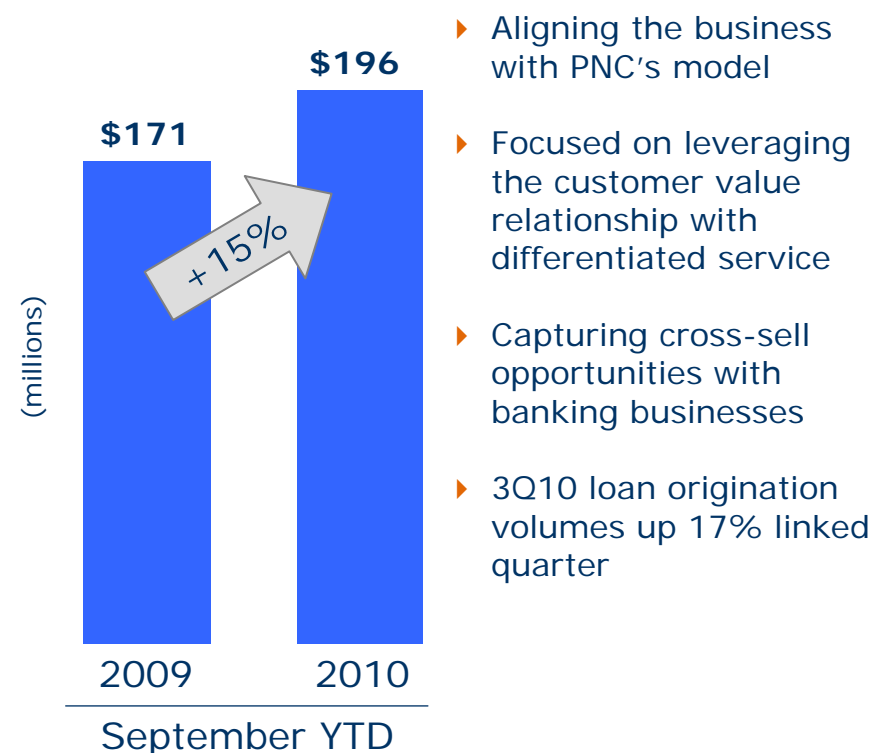 $171
$196
+15%
(millions)
2009
2010
September YTD
Aligning the business
with PNC's model
Focused on leveraging
the customer value
relationship with
differentiated service
Capturing cross-sell
opportunities with
banking businesses
3Q10 loan origination
volumes up 17% linked
quarter